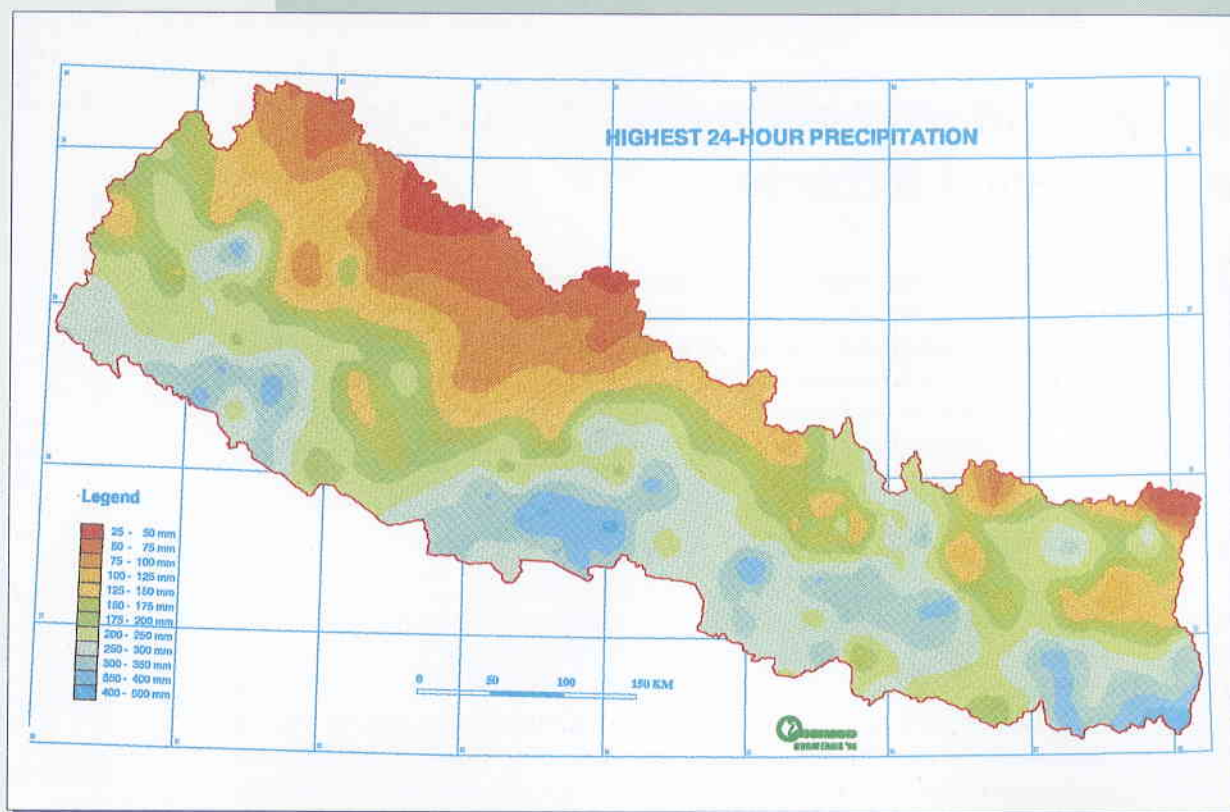 HIGHEST 24-HOUR PRECIPITATION
Legend
25 - 50 mm
50 - 75 mm
75 - 100 mm
100 - 125 mm
125 - 150 mm
150 - 175 mm
175 - 200 mm
200 - 250 mm
250 - 300 mm
300 - 350 mm
350 - 400 mm
400 - 500 mm
0 50 100 150 KM